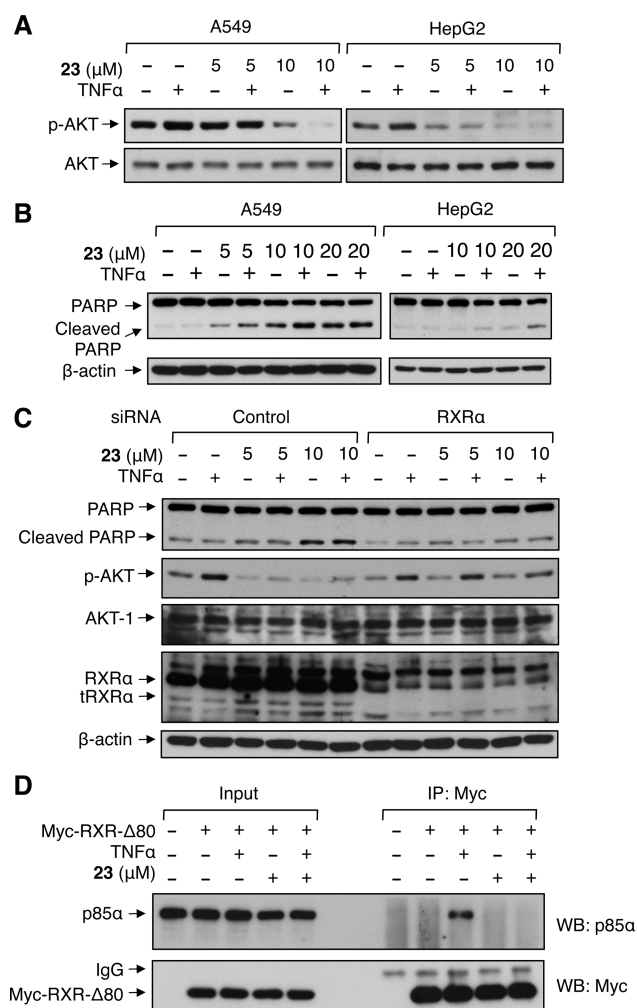 A
A549 HepG2
23 (μM) – – 5 5 10 10 – – 5 5 10 10
TNFα – + – + – + – + – + – +
p-AKT
AKT
B
A549 HepG2
23 (μM) – – 5 5 10 10 20 20 – – 10 10 20 20
TNFα – + – + – + – + – + – + – +
PARP
Cleaved
PARP
β-actin
C
siRNA Control RXRα
23 (μM) – – 5 5 10 10 – – 5 5 10 10
TNFα – + – + – + – + – + – +
PARP
Cleaved PARP
p-AKT
AKT-1
RXRα
tRXRα
β-actin
D
Input IP: Myc
Myc-RXR-Δ80 – + + + + – + + + +
TNFα – – + – + – – + – +
23 (μM) – – – + + – – – + +
p85α
WB: p85α
IgG
WB: Myc
Myc-RXR-Δ80